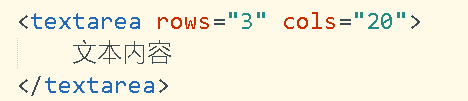 <textarea rows="3" cols="20">
文本内容
</textarea>